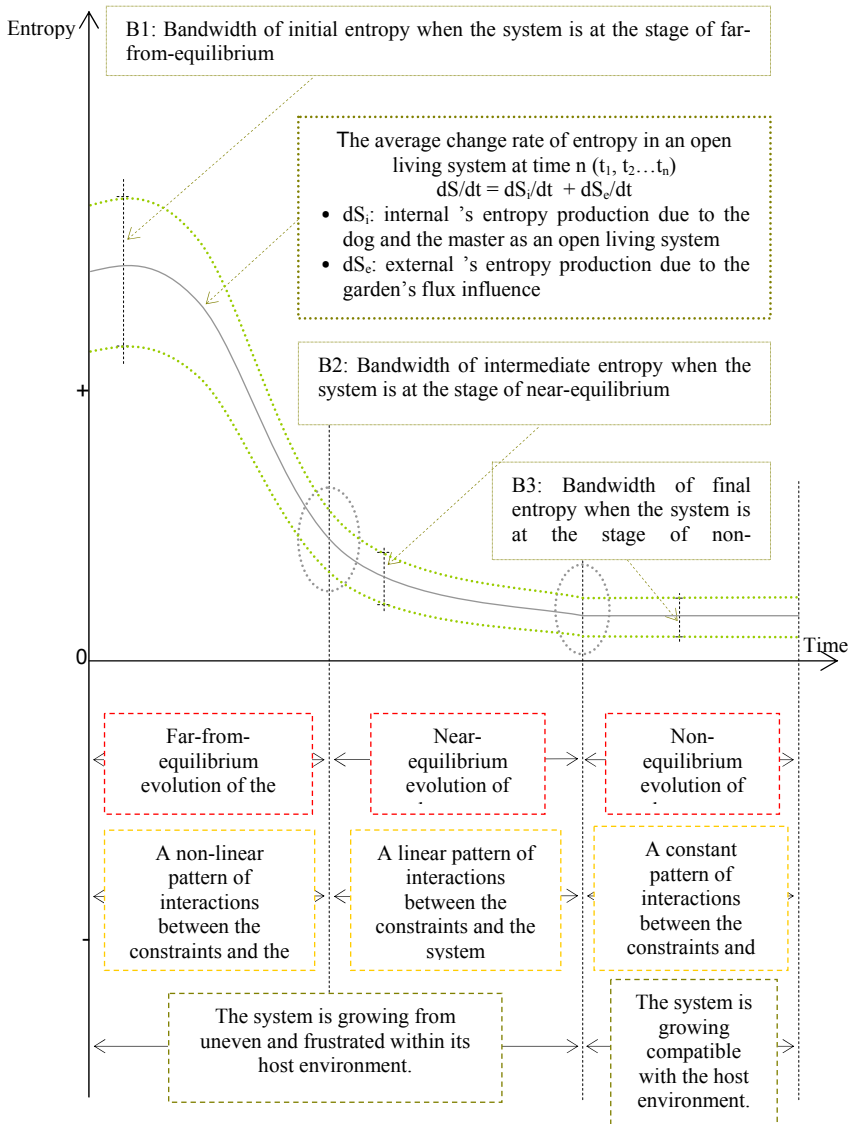 Entropy
B1: Bandwidth of initial entropy when the system is at the stage of far-
from-equilibrium
The average change rate of entropy in an open
living system at time n (t₁, t₂…tₙ)
dS/dt = dSᵢ/dt + dSₑ/dt
• dSᵢ: internal 's entropy production due to the
dog and the master as an open living system
• dSₑ: external 's entropy production due to the
garden's flux influence
B2: Bandwidth of intermediate entropy when the
system is at the stage of near-equilibrium
+
B3: Bandwidth of final
entropy when the system is
at the stage of non-
0
Time
Far-from-
equilibrium
evolution of the
Near-
equilibrium
evolution of
Non-
equilibrium
evolution of
A non-linear
pattern of
interactions
between the
constraints and the
A linear pattern of
interactions
between the
constraints and the
system
A constant
pattern of
interactions
between the
constraints and
-
The system is growing from
uneven and frustrated within its
host environment.
The system is
growing
compatible
with the host
environment.